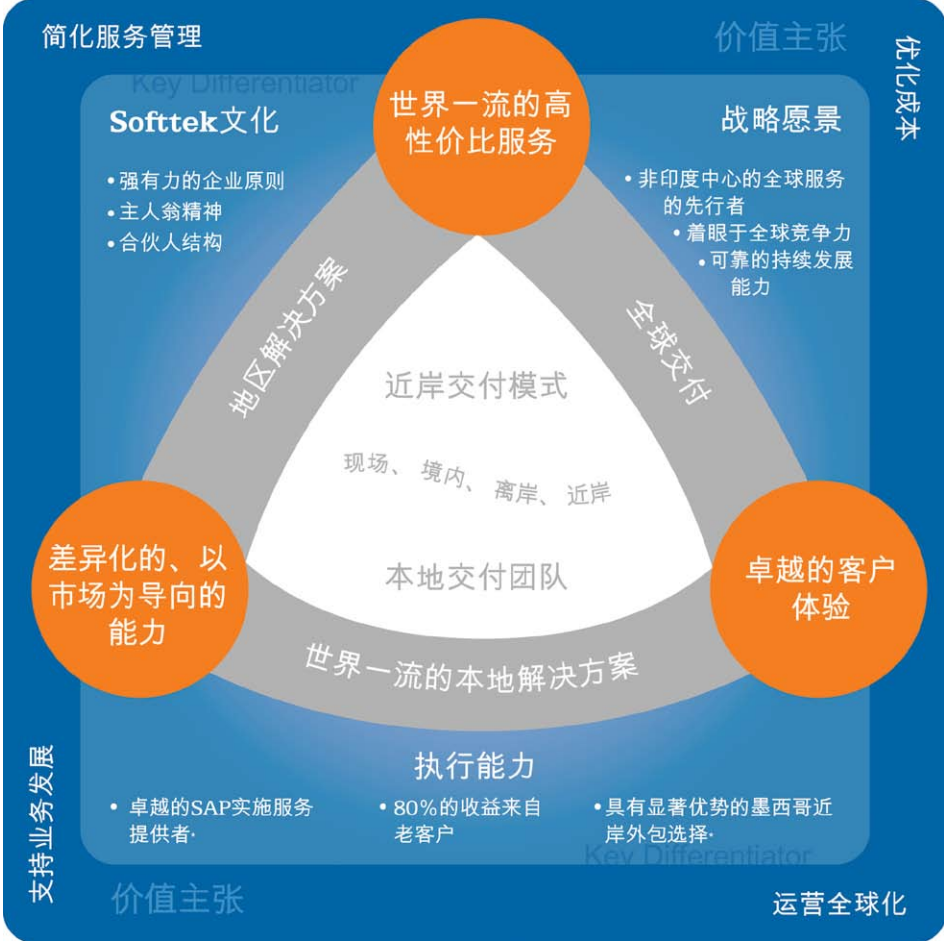 简化服务管理
价值主张
优化成本
Key Differentiator
世界一流的高
性价比服务
Softtek文化
•强有力的企业原则
•主人翁精神
•合伙人结构
战略愿景
•非印度中心的全球服务
的先行者
•着眼于全球竞争力
•可靠的持续发展
能力
地区解决方案
全球交付
近岸交付模式
现场、境内、离岸、近岸
本地交付团队
差异化的、以
市场为导向的
能力
卓越的客户
体验
世界一流的本地解决方案
执行能力
• 卓越的SAP实施服务
提供者*
• 80%的收益来自
老客户
•具有显著优势的墨西哥近
岸外包选择*
Key Differentiator
支持业务发展
价值主张
运营全球化